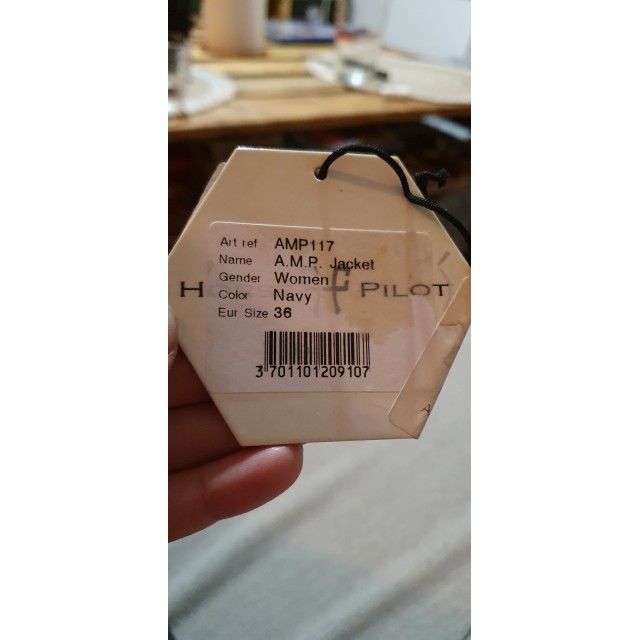 Art ref AMP117
Name A.M.P. Jacket
Gender Women
H PILOT
Color Navy
Eur Size 36
3 701101 209107
A